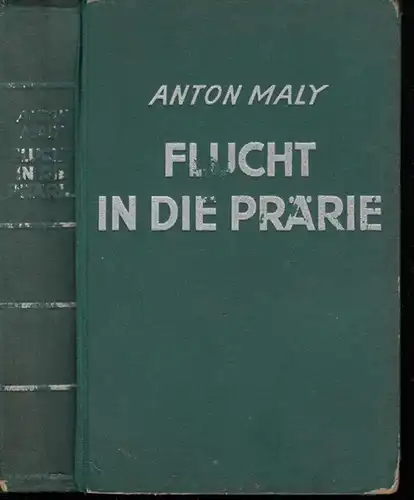 ANTON MALY
FLUCHT
IN DIE PRÄRIE